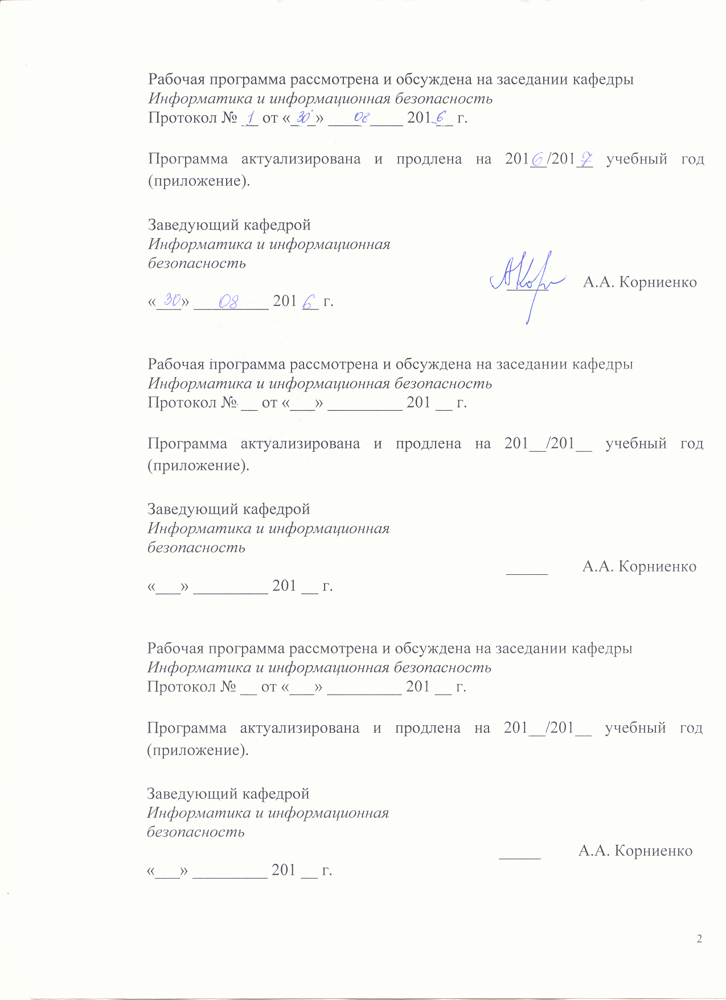 Рабочая программа рассмотрена и обсуждена на заседании кафедры
Информатика и информационная безопасность
Протокол № 1 от «30» 08 2016 г.
Программа актуализирована и продлена на 2016/2017 учебный год
(приложение).
Заведующий кафедрой
Информатика и информационная
безопасность
АКор А.А. Корниенко
«30» 08 201 6 г.
Рабочая программа рассмотрена и обсуждена на заседании кафедры
Информатика и информационная безопасность
Протокол № __ от «___» _________ 201 __ г.
Программа актуализирована и продлена на 201__/201__ учебный год
(приложение).
Заведующий кафедрой
Информатика и информационная
безопасность
_____ А.А. Корниенко
«___» _________ 201 __ г.
Рабочая программа рассмотрена и обсуждена на заседании кафедры
Информатика и информационная безопасность
Протокол № __ от «___» _________ 201 __ г.
Программа актуализирована и продлена на 201__/201__ учебный год
(приложение).
Заведующий кафедрой
Информатика и информационная
безопасность
_____ А.А. Корниенко
«___» _________ 201 __ г.
2